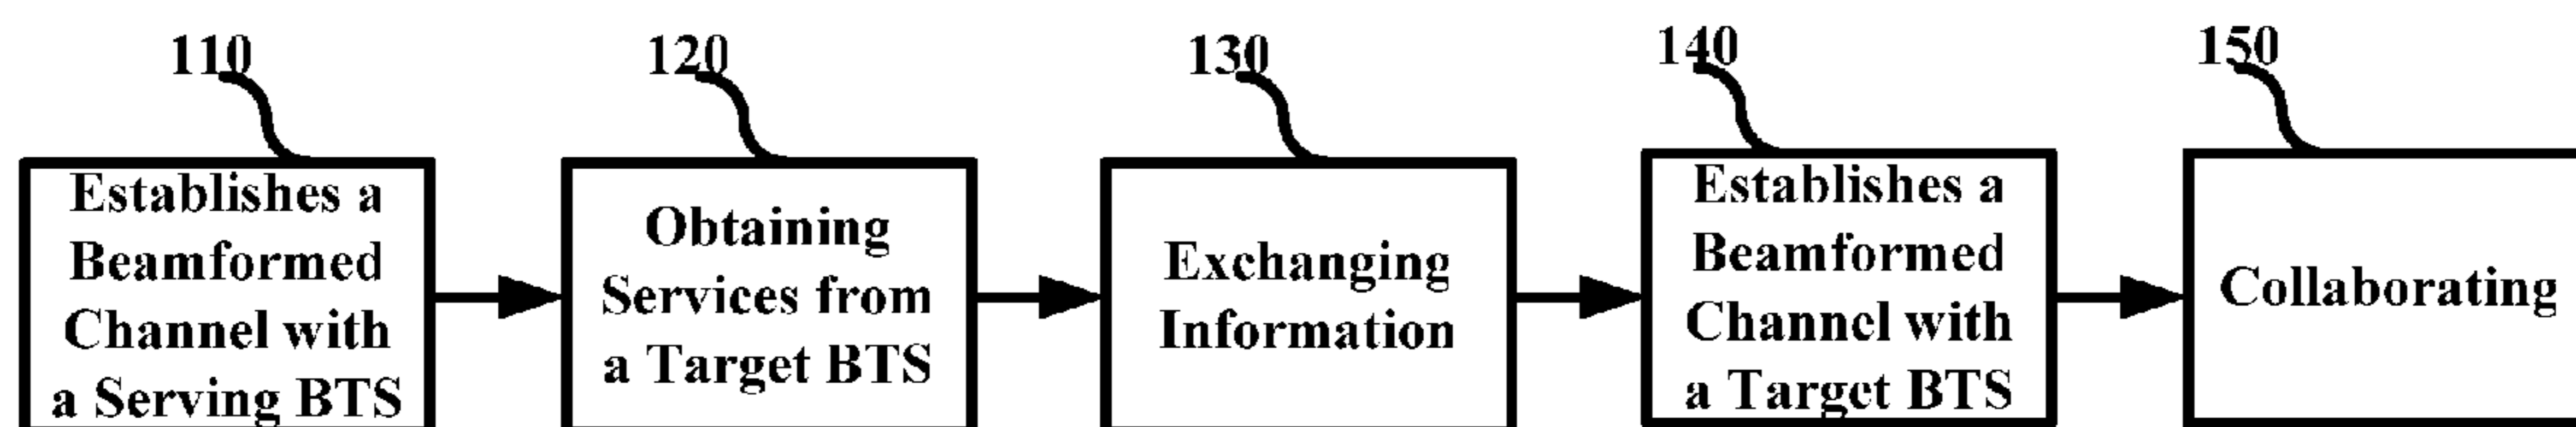 110
120
130
140
150
Establishes a
Beamformed
Channel with
a Serving BTS
Obtaining
Services from
a Target BTS
Exchanging
Information
Establishes a
Beamformed
Channel with
a Target BTS
Collaborating